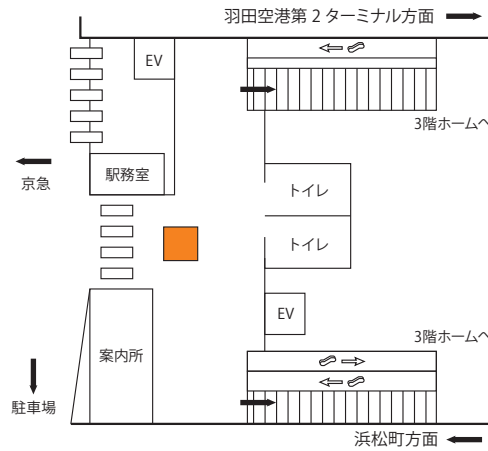 羽田空港第２ターミナル方面
EV
3階ホームへ
京急
駅務室
トイレ
トイレ
EV
3階ホームへ
案内所
駐車場
浜松町方面